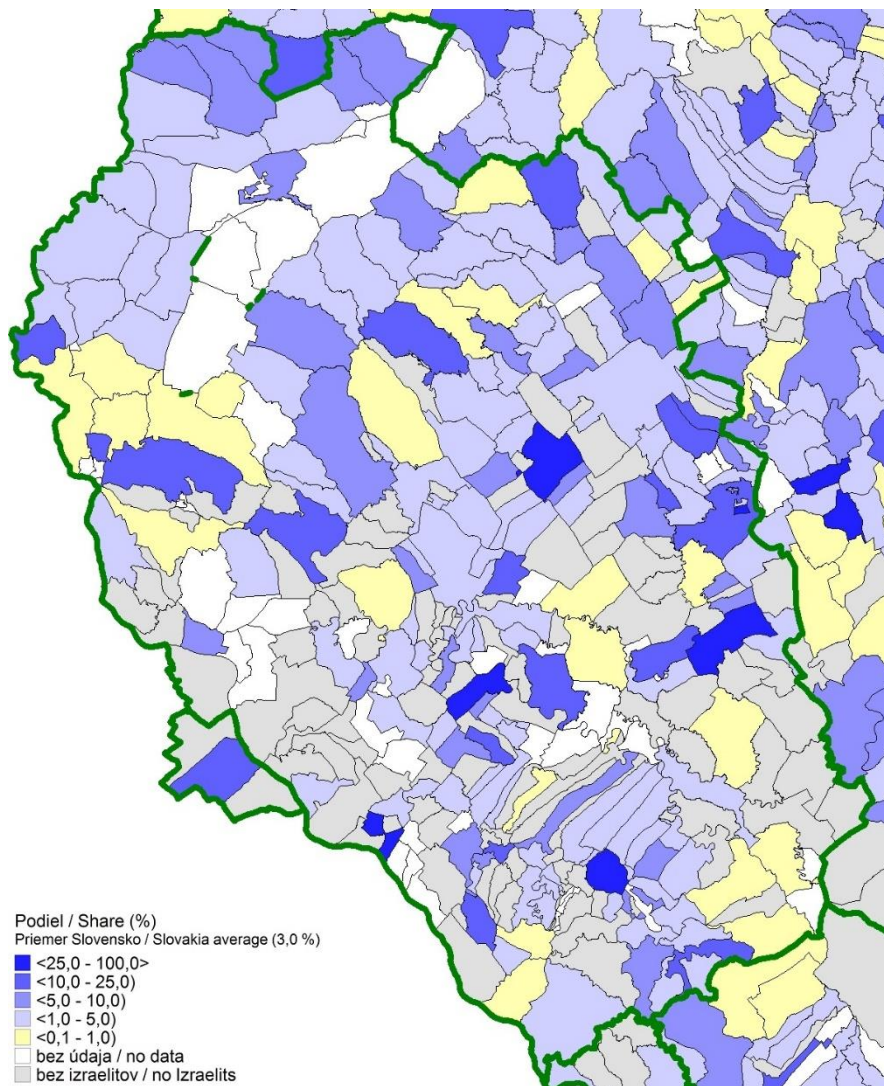 Podiel / Share (%)
Priemer Slovensko / Slovakia average (3,0 %)
<25,0 - 100,0>
<10,0 - 25,0)
<5,0 - 10,0)
<1,0 - 5,0)
<0,1 - 1,0)
bez údaja / no data
bez izraelitov / no Izraelits